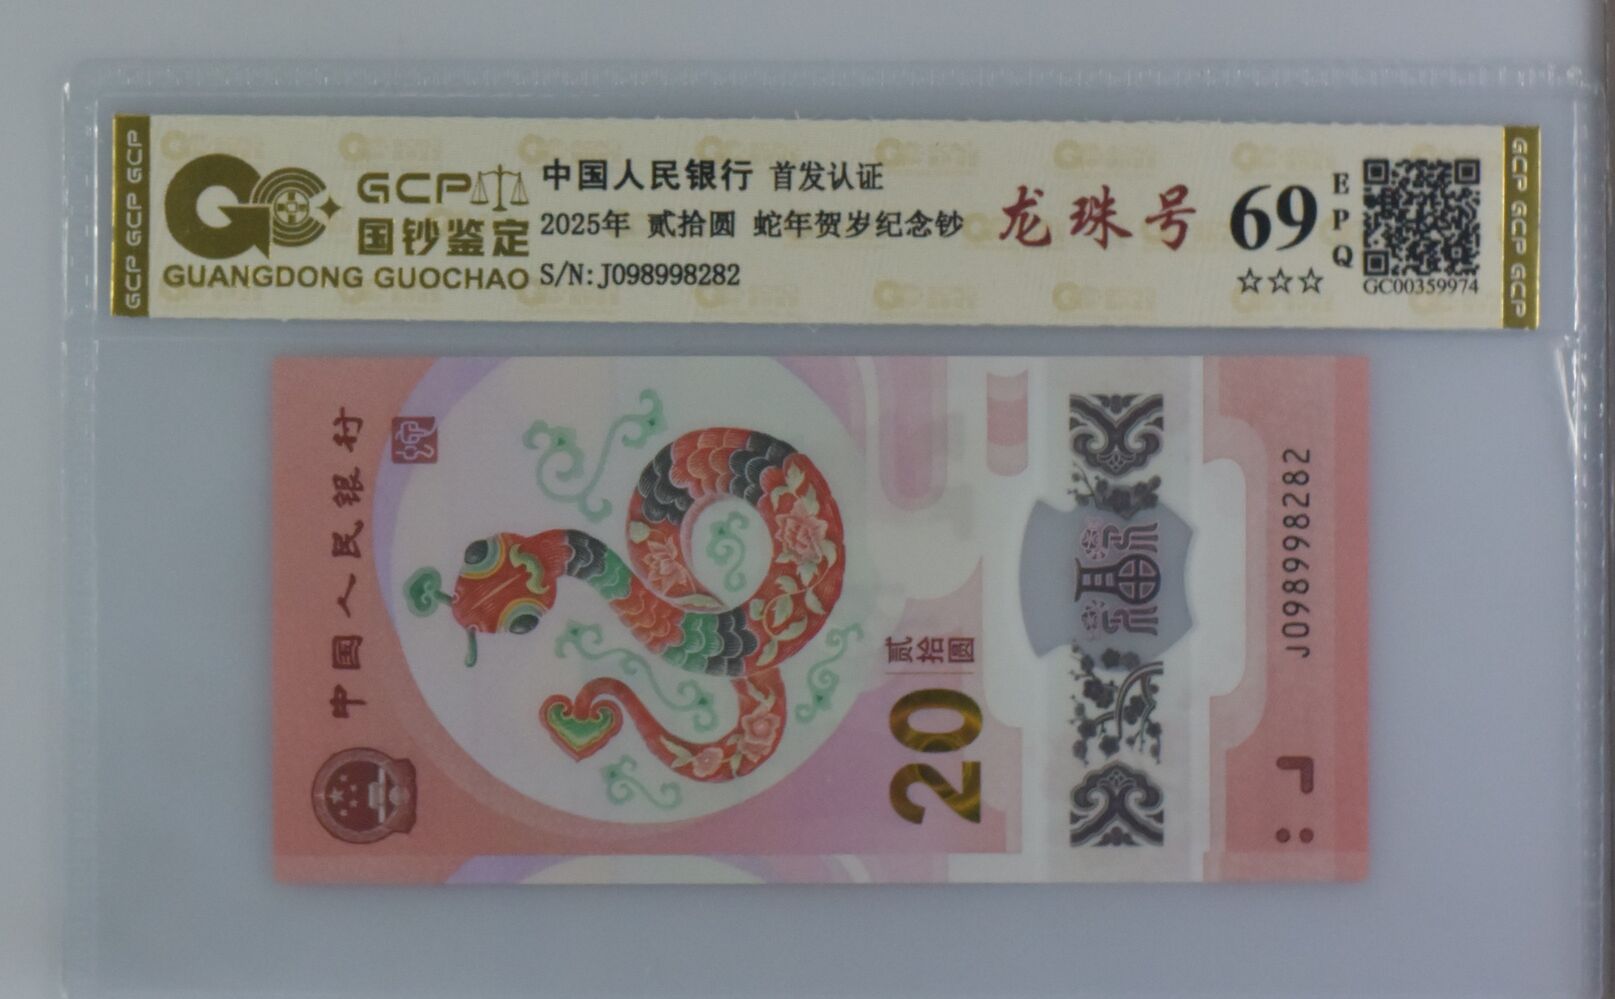 GCP GCP GCP
GCP
国钞鉴定
GUANGDONG GUOCHAO
中国人民银行 首发认证
2025年 贰拾圆 蛇年贺岁纪念钞
S/N:J098998282
龙珠号
69
EPQ
☆☆☆
GC00359974
GCP GCP GCP
中国人民银行
蛇
贰拾圆
20
福
J098998282